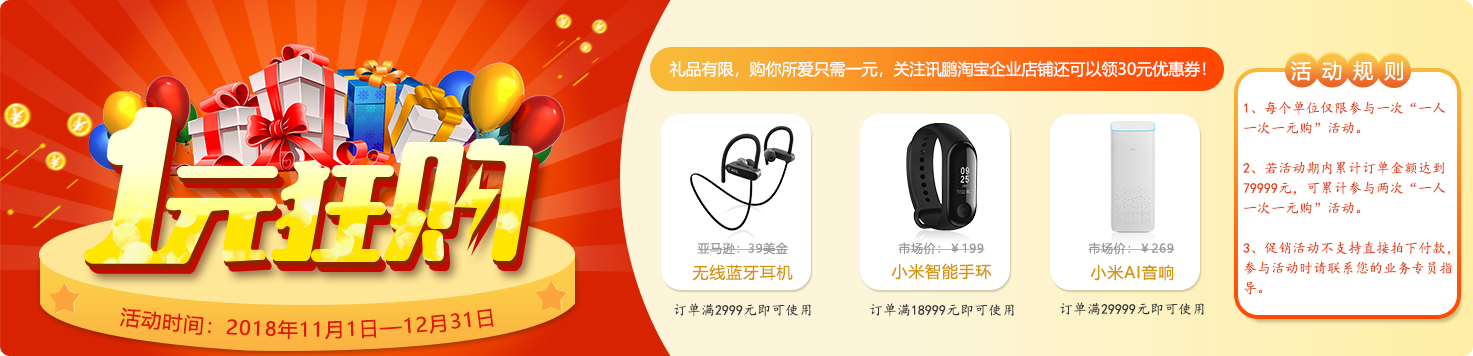 1元狂购
活动时间：2018年11月1日—12月31日
礼品有限，购你所爱只需一元，关注讯鹏淘宝企业店铺还可以领30元优惠券！
亚马逊：39美金
无线蓝牙耳机
订单满2999元即可使用
市场价：￥199
小米智能手环
订单满18999元即可使用
市场价：￥269
小米AI音响
订单满29999元即可使用
活动规则
1、每个单位仅限参与一次“一人
一次一元购”活动。
2、若活动期内累计订单金额达到
79999元，可累计参与两次“一人
一次一元购”活动。
3、促销活动不支持直接拍下付款，
参与活动时请联系您的业务专员指
导。
09
25